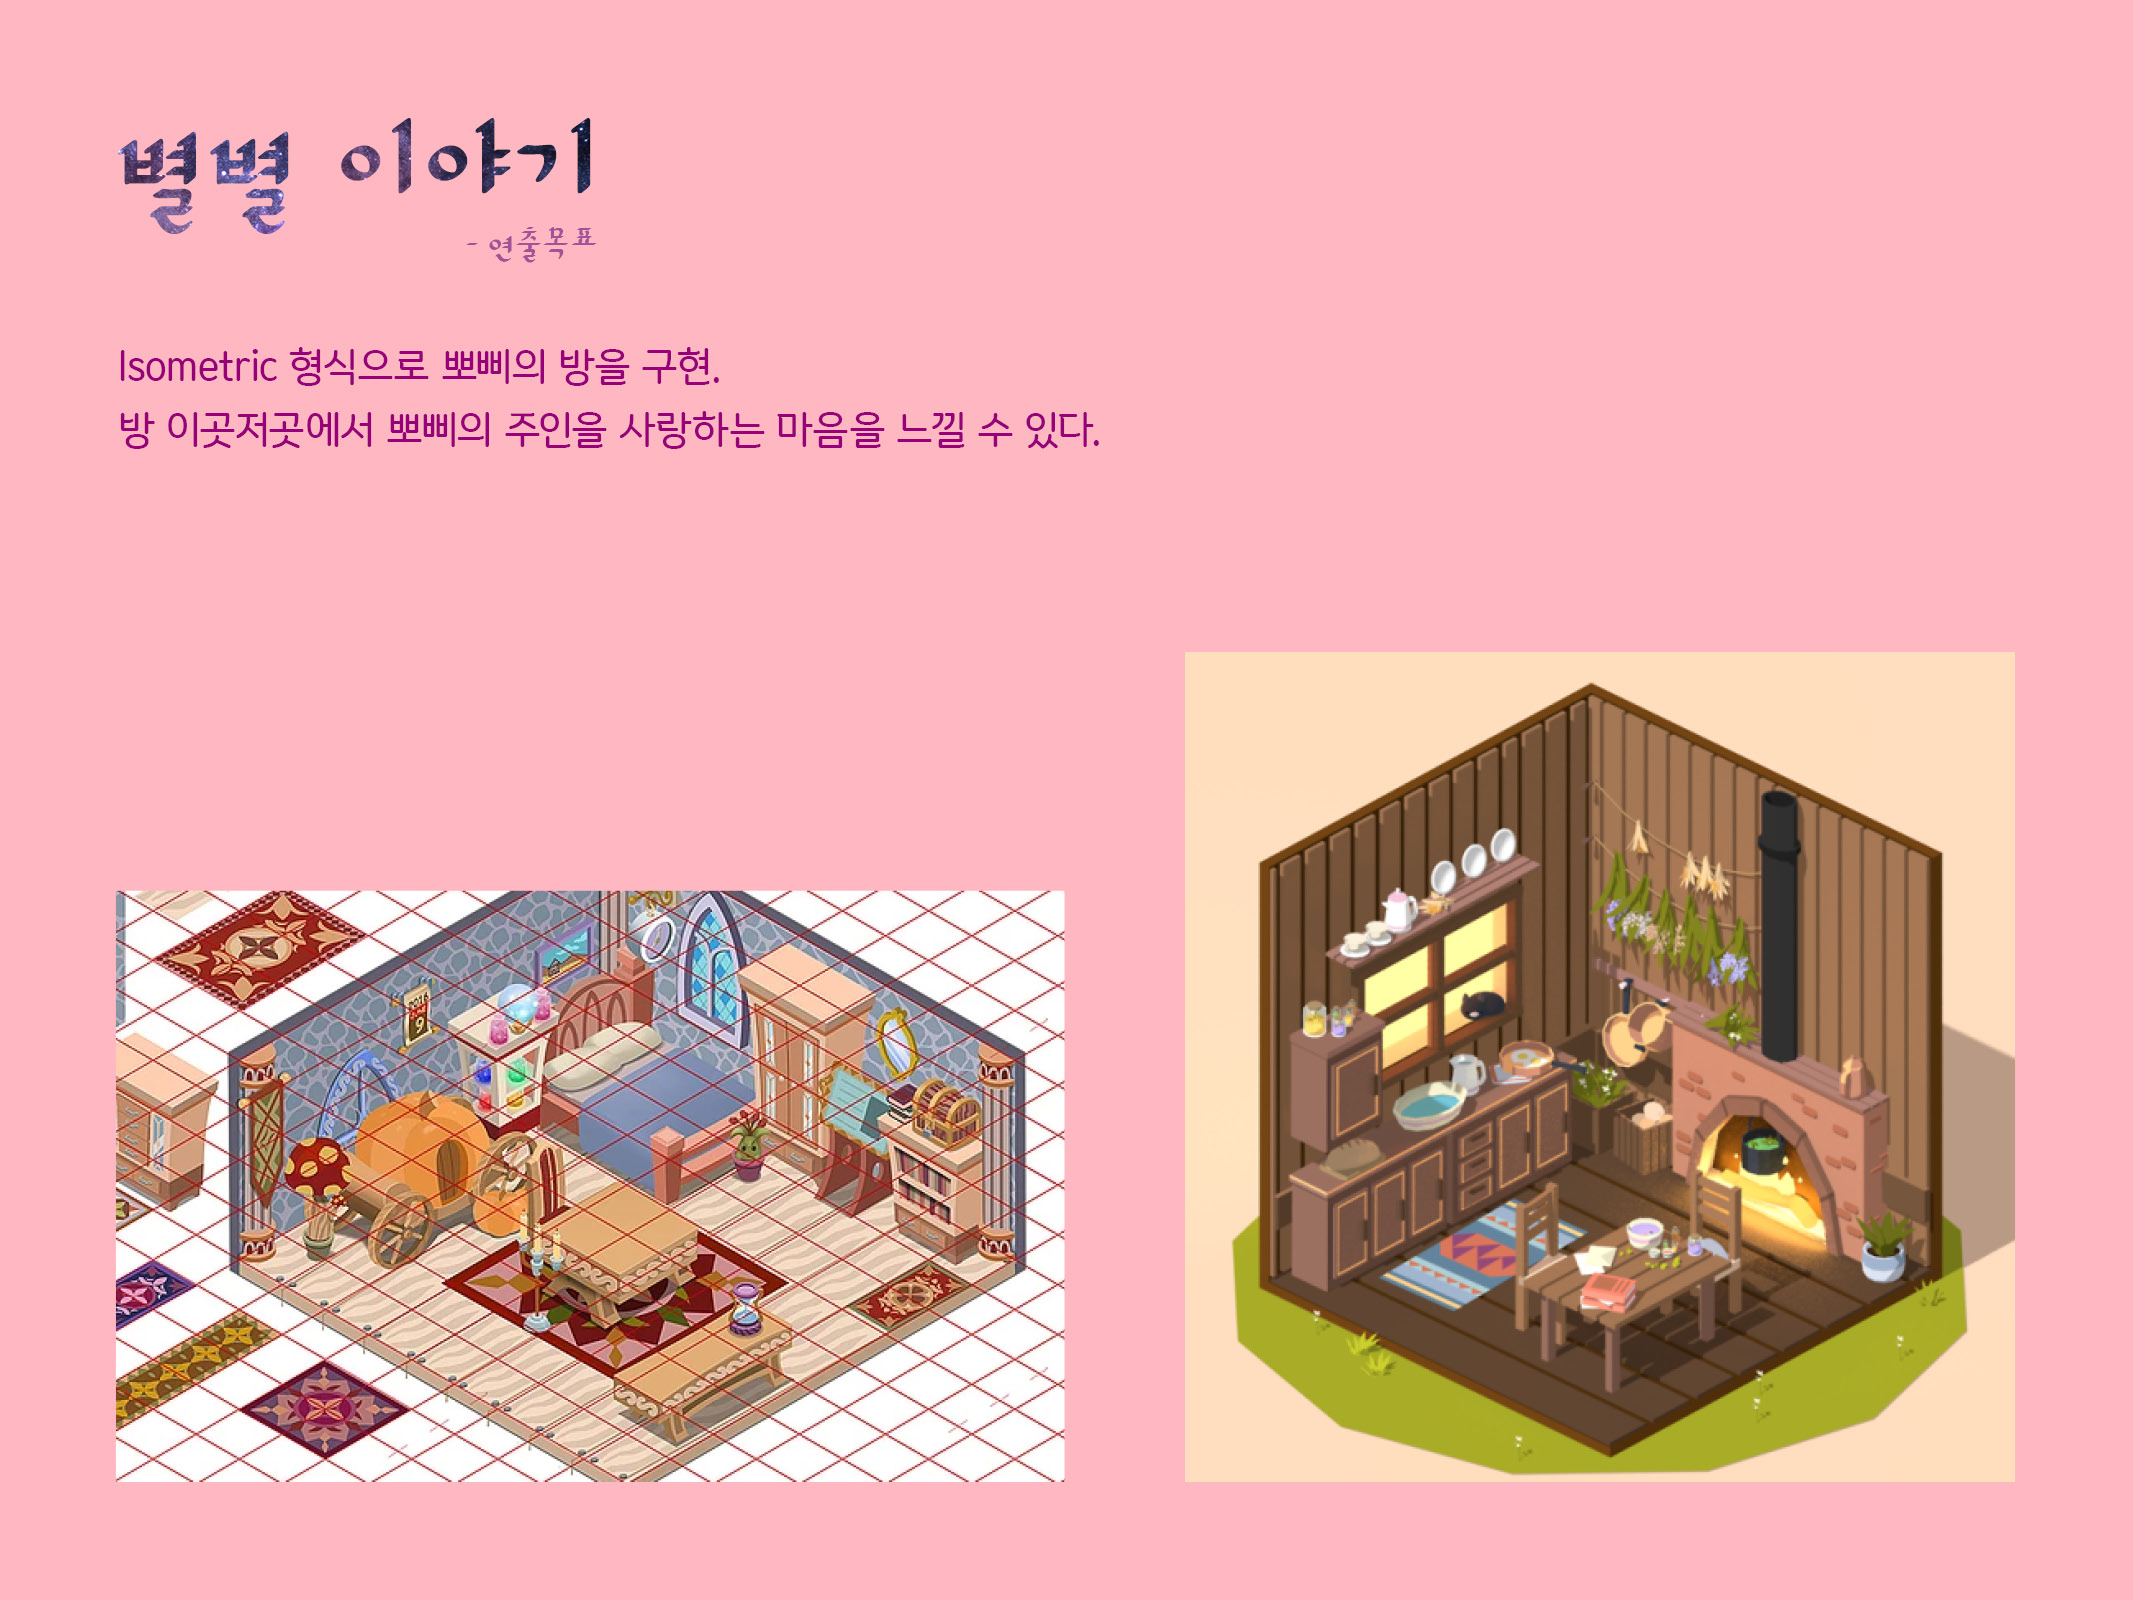 별별 이야기
- 연출목표
Isometric 형식으로 뽀삐의 방을 구현.
방 이곳저곳에서 뽀삐의 주인을 사랑하는 마음을 느낄 수 있다.
2016
9